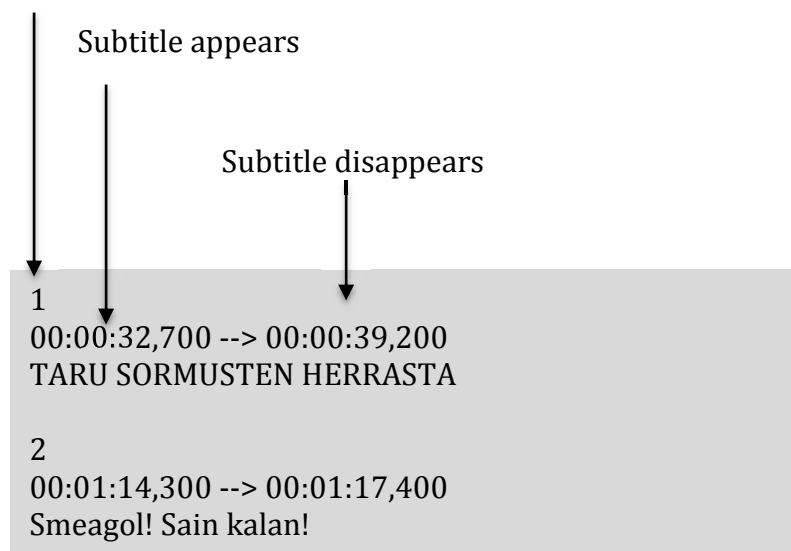 Subtitle appears
Subtitle disappears
1
00:00:32,700 --> 00:00:39,200
TARU SORMUSTEN HERRASTA
2
00:01:14,300 --> 00:01:17,400
Smeagol! Sain kalan!